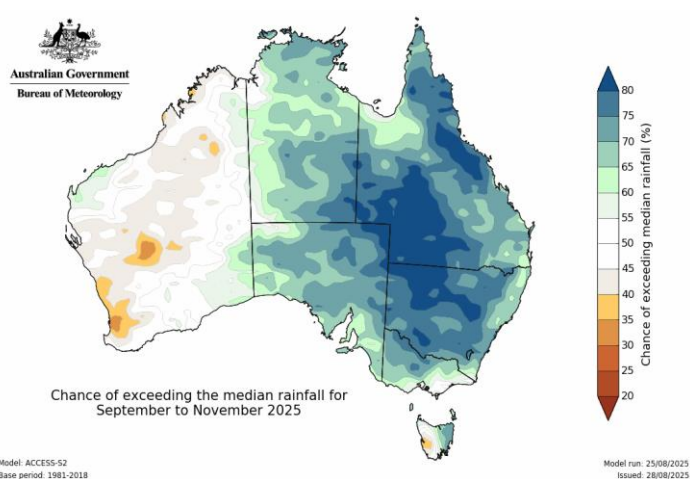 Australian Government
Bureau of Meteorology
80
75
70
65
60
55
50
45
40
35
30
25
20
Chance of exceeding median rainfall (%)
Chance of exceeding the median rainfall for
September to November 2025
Model: ACCESS-S2
Base period: 1981-2018
Model run: 25/08/2025
Issued: 28/08/2025